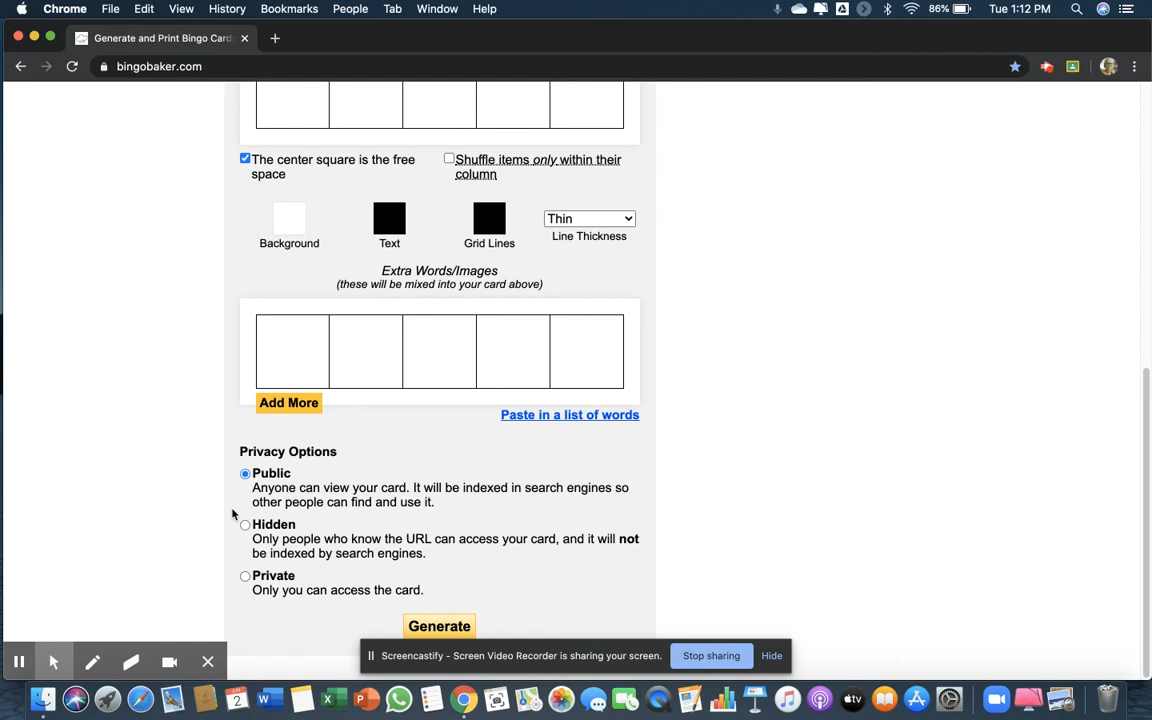 Chrome File Edit View History Bookmarks People Tab Window Help 86% Tue 1:12 PM
Generate and Print Bingo Card
bingobaker.com
The center square is the free space
Shuffle items only within their column
Background Text Grid Lines
Thin
Line Thickness
Extra Words/Images
(these will be mixed into your card above)
Add More
Paste in a list of words
Privacy Options
Public
Anyone can view your card. It will be indexed in search engines so
other people can find and use it.
Hidden
Only people who know the URL can access your card, and it will not
be indexed by search engines.
Private
Only you can access the card.
Generate
Screencastify - Screen Video Recorder is sharing your screen. Stop sharing Hide